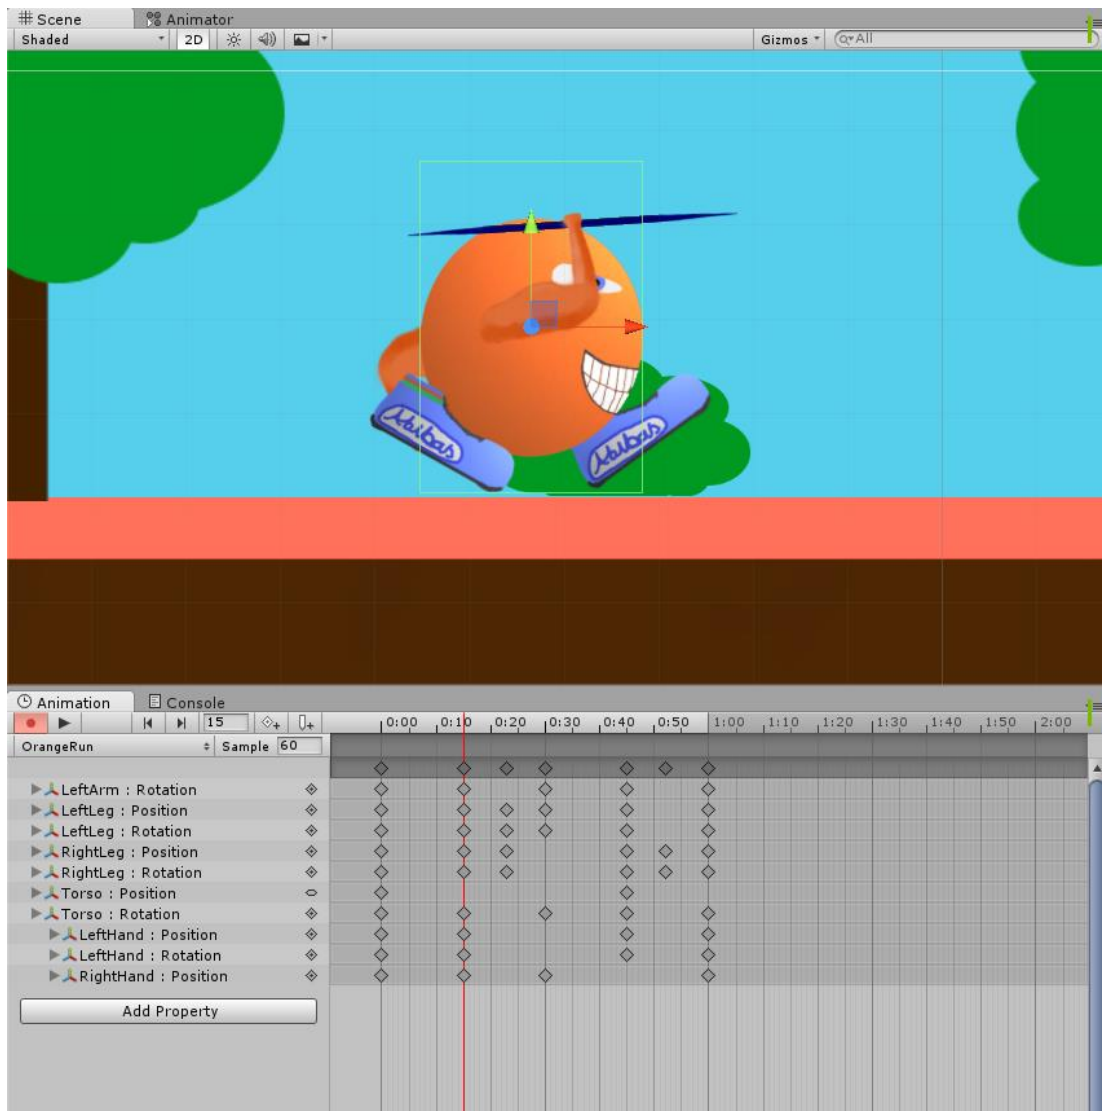 Scene Animator
Shaded 2D Gizmos All
Animation Console
15 0:00 0:10 0:20 0:30 0:40 0:50 1:00 1:10 1:20 1:30 1:40 1:50 2:00
OrangeRun Sample 60
LeftArm : Rotation
LeftLeg : Position
LeftLeg : Rotation
RightLeg : Position
RightLeg : Rotation
Torso : Position
Torso : Rotation
LeftHand : Position
LeftHand : Rotation
RightHand : Position
Add Property